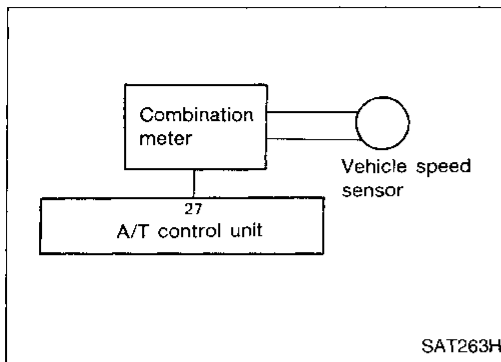 Combination
meter
Vehicle speed
sensor
27
A/T control unit
SAT263H